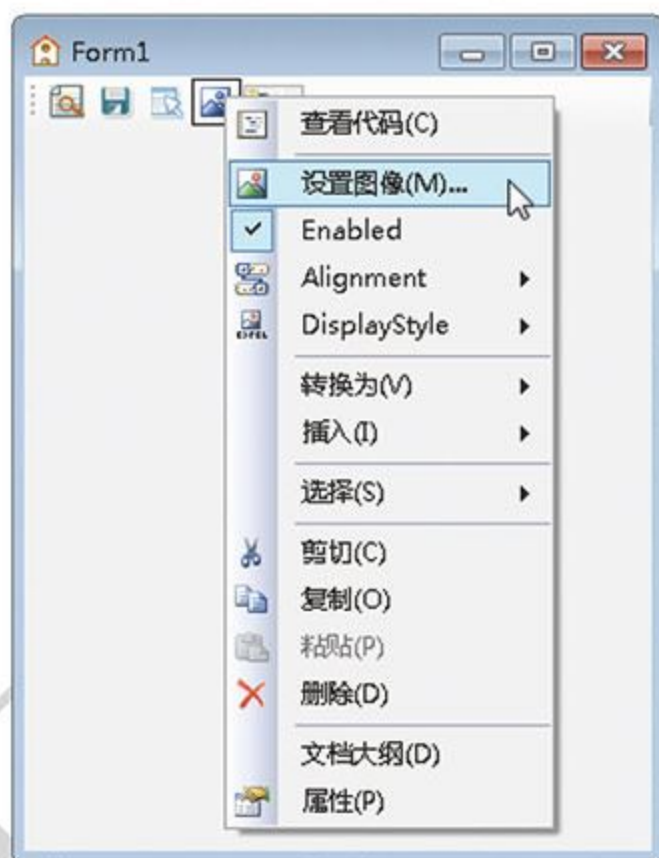 Form1
查看代码(C)
设置图像(M)...
Enabled
Alignment
DisplayStyle
转换为(V)
插入(I)
选择(S)
剪切(C)
复制(O)
粘贴(P)
删除(D)
文档大纲(D)
属性(P)